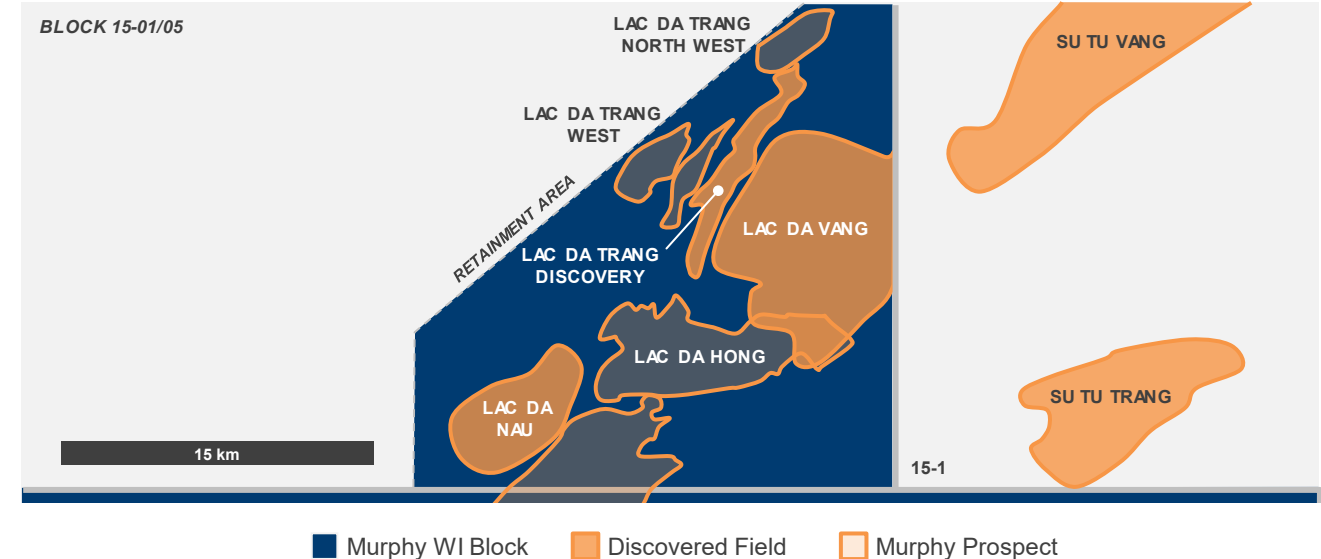 BLOCK 15-01/05
LAC DA TRANG
NORTH WEST
SU TU VANG
LAC DA TRANG
WEST
RETAINMENT AREA
LAC DA VANG
LAC DA TRANG
DISCOVERY
LAC DA HONG
LAC DA
NAU
SU TU TRANG
15 km
15-1
Murphy WI Block
Discovered Field
Murphy Prospect